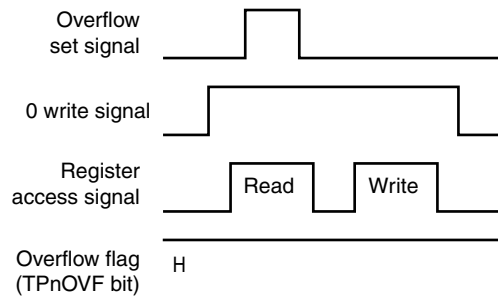 Overflow
set signal
0 write signal
Register
access signal
Read
Write
Overflow flag
(TPnOVF bit)
H